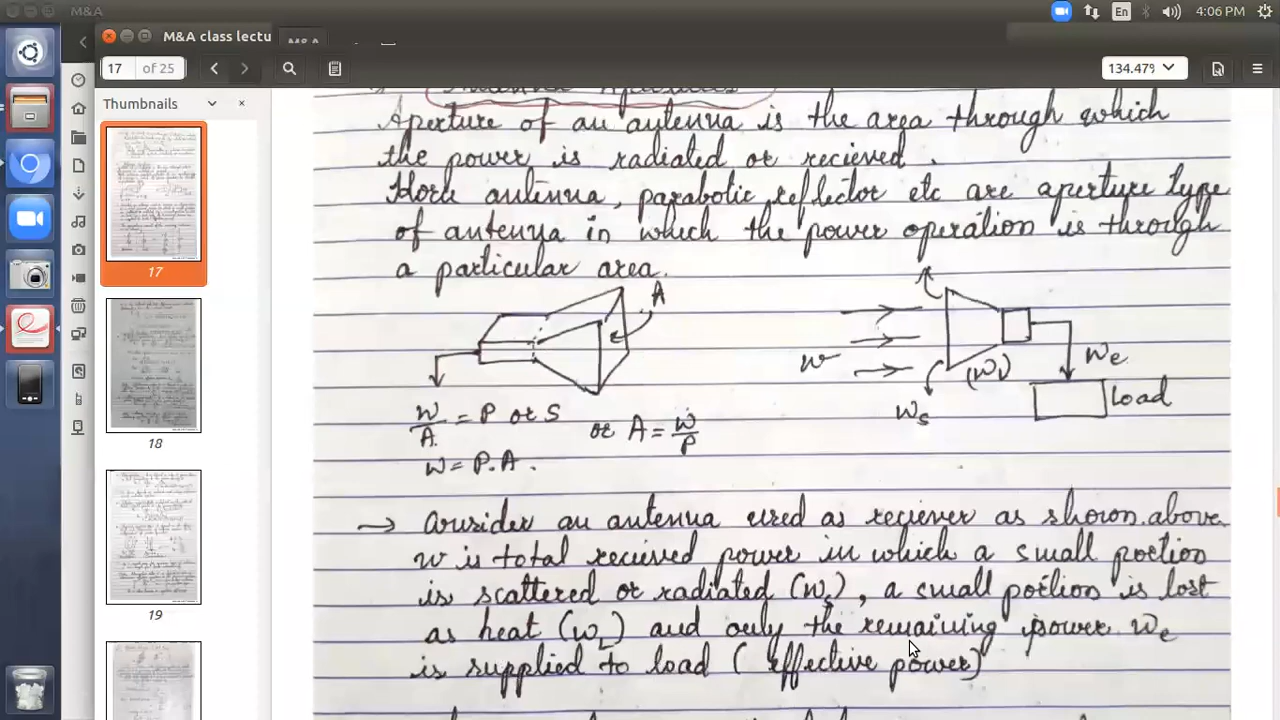 M&A
En
4:06 PM
M&A class lectu
M&A
17 of 25
134.47%
Thumbnails
17
18
19
Antenna Apertures
Aperture of an antenna is the area through which
the power is radiated or recieved.
Horn antenna, parabolic reflector etc are aperture type
of antenna in which the power operation is through
a particular area.
A
w
(WL)
We
Ws
Load
w/A = P or S
or A = w/P
w = P.A.
→ Consider an antenna used as reciever as shown above
w is total recieved power in which a small portion
is scattered or radiated (Ws), a small portion is lost
as heat (WL) and only the remaining power We
is supplied to load (effective power)